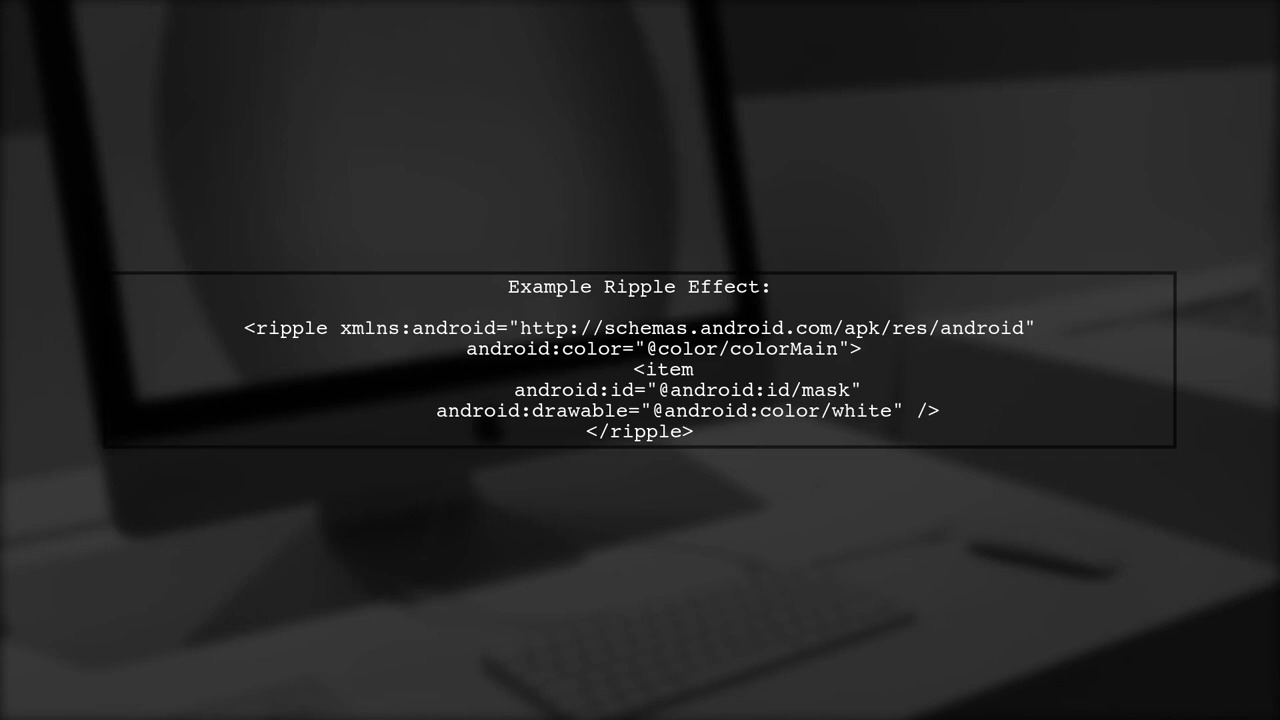 Example Ripple Effect:
<ripple xmlns:android="http://schemas.android.com/apk/res/android"
android:color="@color/colorMain">
<item
android:id="@android:id/mask"
android:drawable="@android:color/white" />
</ripple>